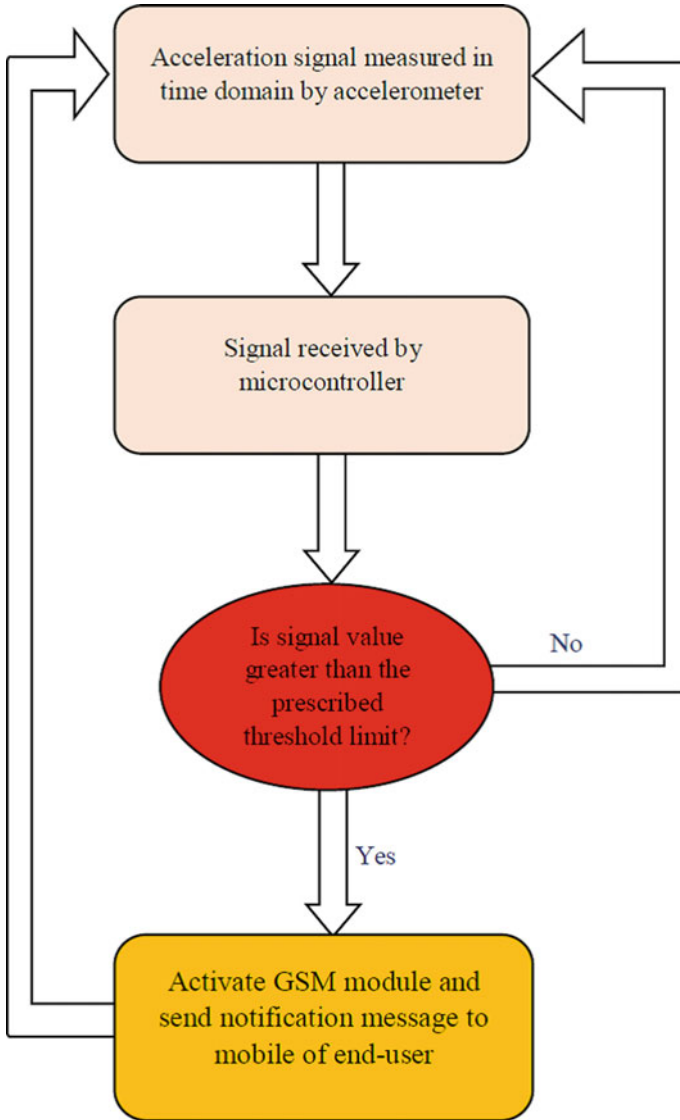 Acceleration signal measured in
time domain by accelerometer
Signal received by
microcontroller
Is signal value
greater than the
prescribed
threshold limit?
No
Yes
Activate GSM module and
send notification message to
mobile of end-user